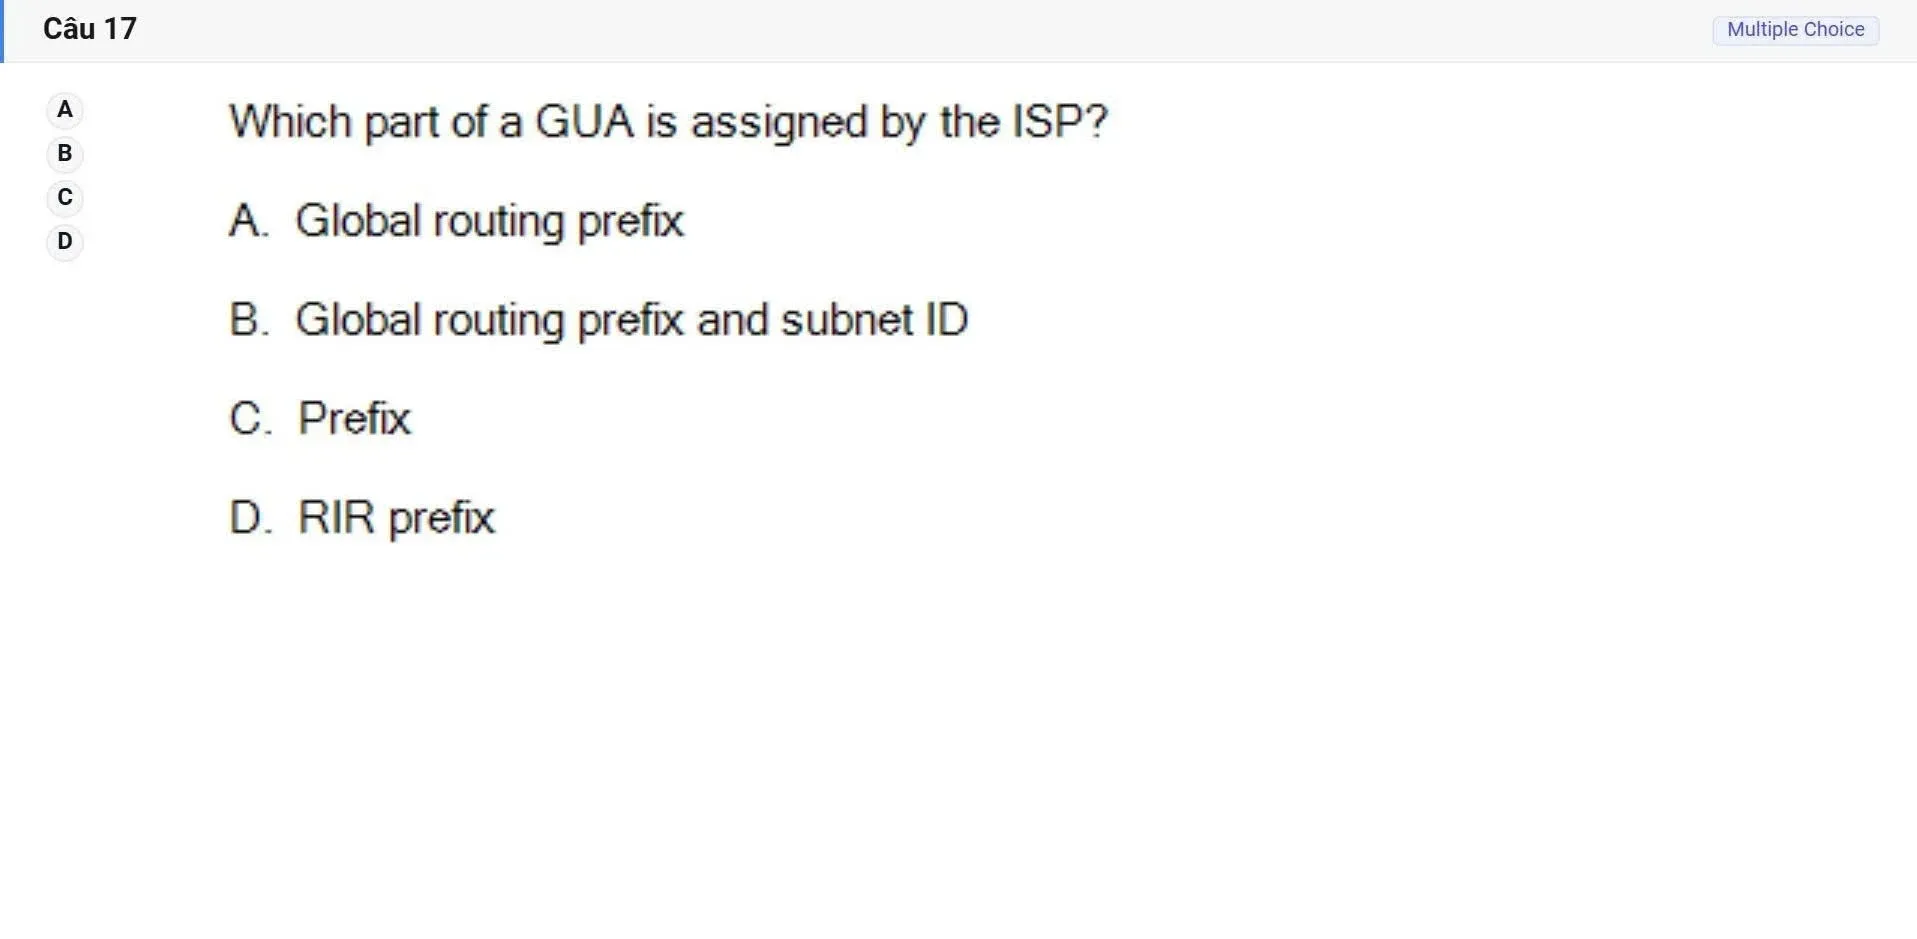 Câu 17
Multiple Choice
A
B
C
D
Which part of a GUA is assigned by the ISP?
A. Global routing prefix
B. Global routing prefix and subnet ID
C. Prefix
D. RIR prefix